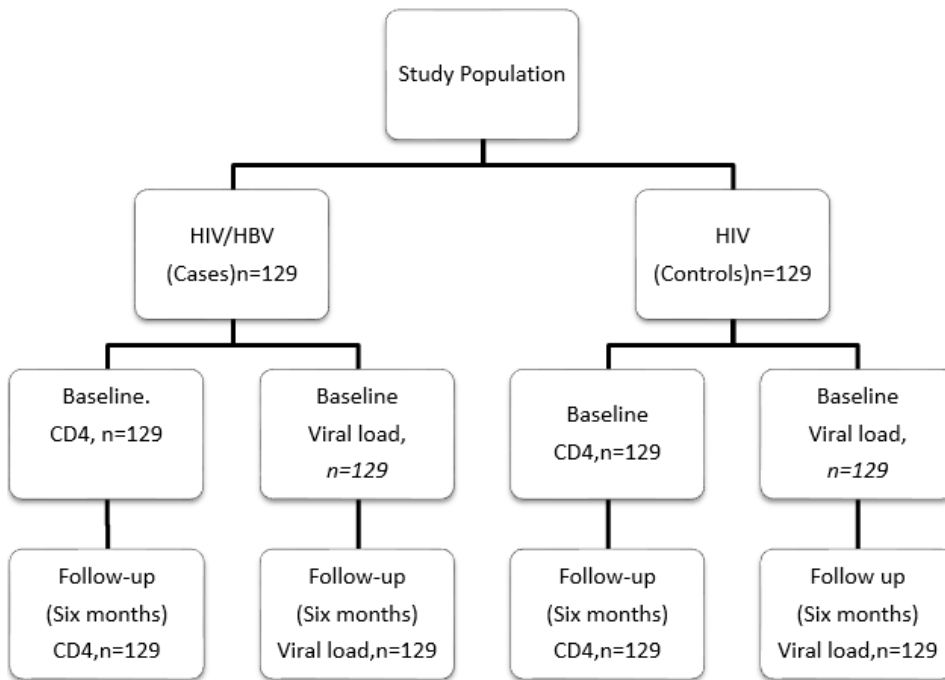 Study Population
HIV/HBV
(Cases)n=129
HIV
(Controls)n=129
Baseline.
CD4, n=129
Baseline
Viral load,
n=129
Baseline
CD4,n=129
Baseline
Viral load,
n=129
Follow-up
(Six months)
CD4,n=129
Follow-up
(Six months)
Viral load,n=129
Follow-up
(Six months)
CD4,n=129
Follow up
(Six months)
Viral load,n=129